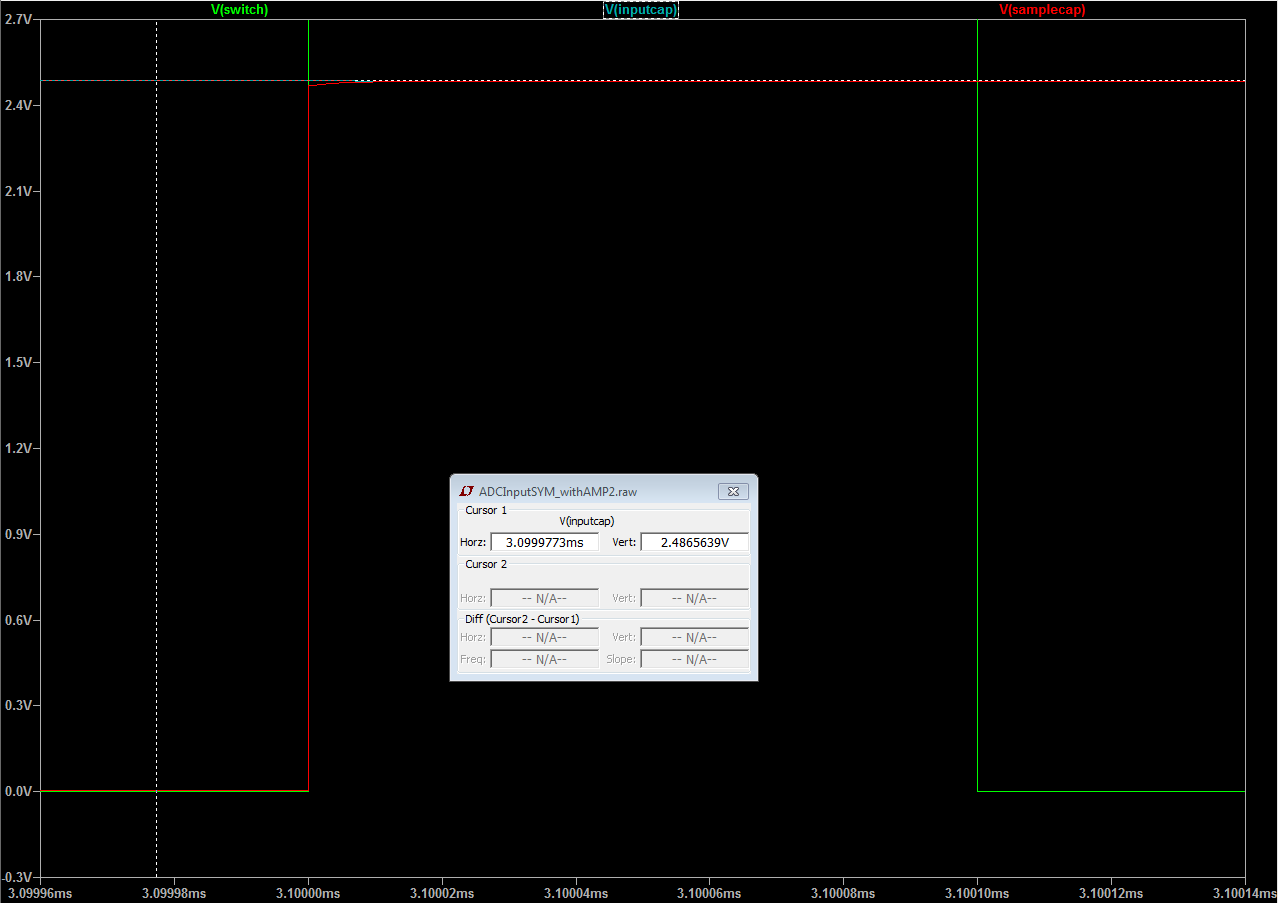 V(switch) V(inputcap) V(samplecap)
2.7V
2.4V
2.1V
1.8V
1.5V
1.2V
0.9V
0.6V
0.3V
0.0V
-0.3V
ADCInputSYM_withAMP2.raw
Cursor 1
V(inputcap)
Horz: 3.0999773ms Vert: 2.4865639V
Cursor 2
Horz: -- N/A-- Vert: -- N/A--
Diff (Cursor2 - Cursor1)
Horz: -- N/A-- Vert: -- N/A--
Freq: -- N/A-- Slope: -- N/A--
3.09996ms 3.09998ms 3.10000ms 3.10002ms 3.10004ms 3.10006ms 3.10008ms 3.10010ms 3.10012ms 3.10014ms